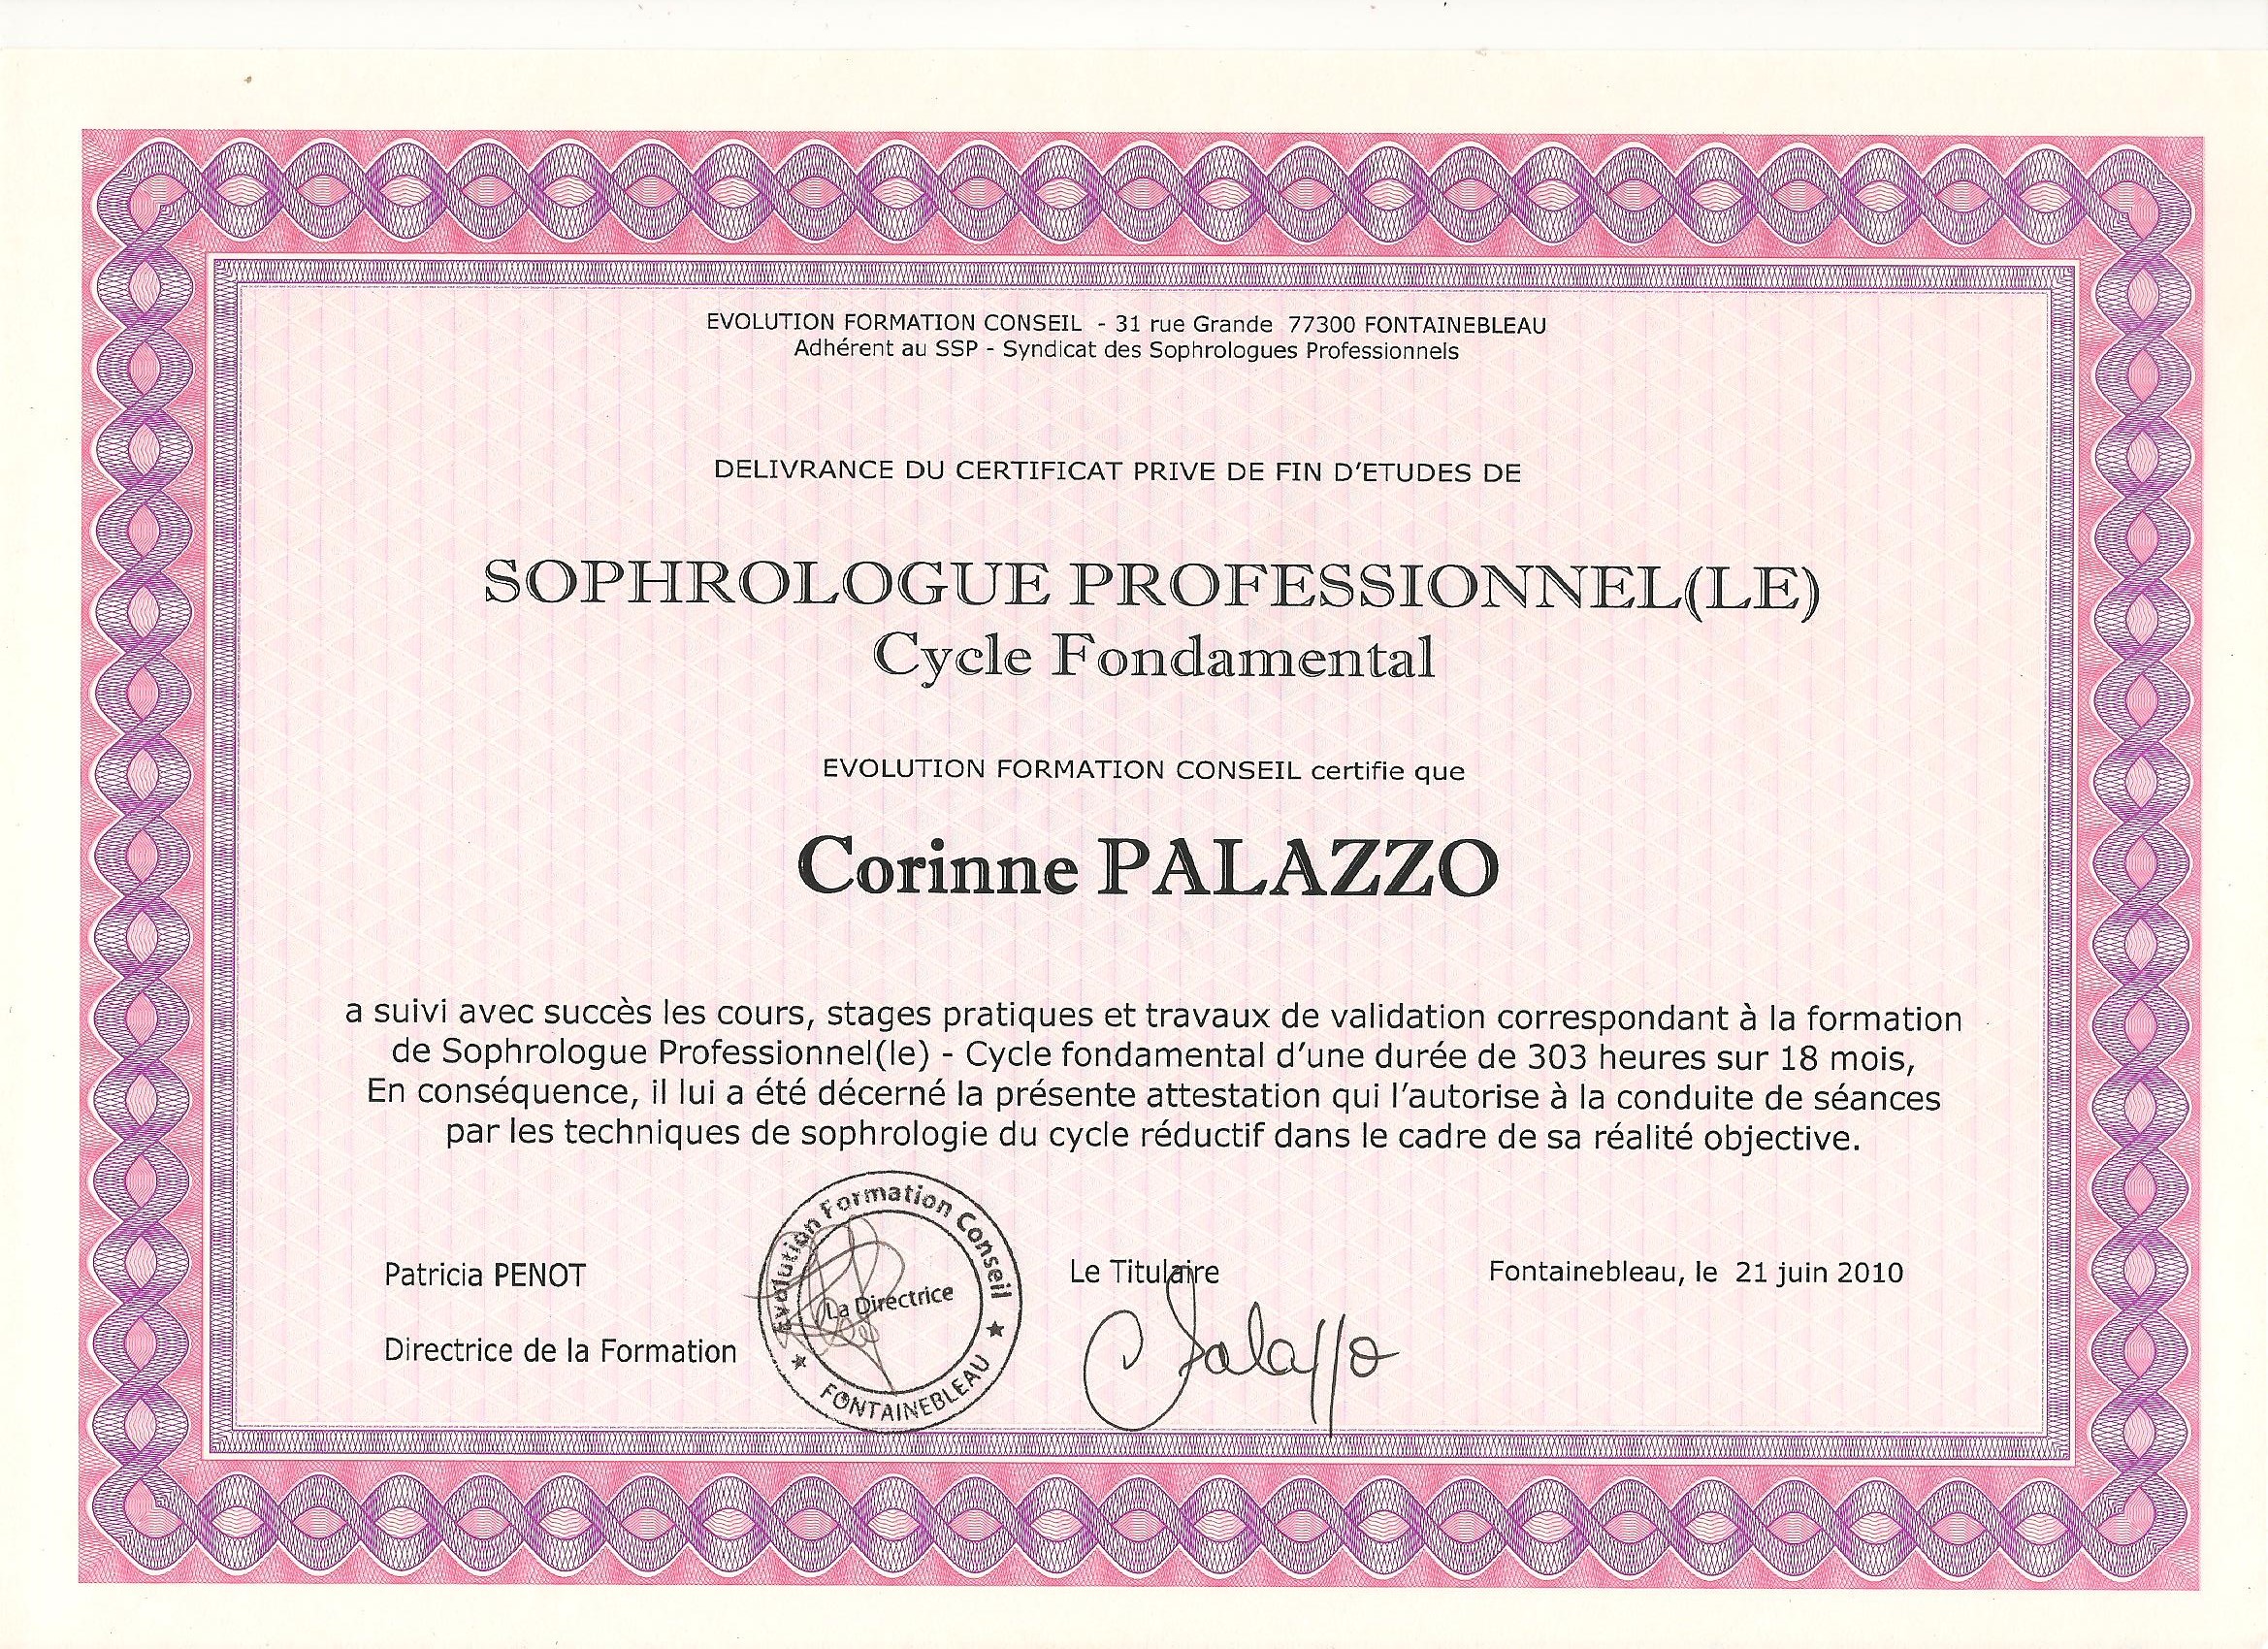 EVOLUTION FORMATION CONSEIL - 31 rue Grande 77300 FONTAINEBLEAU
Adhérent au SSP - Syndicat des Sophrologues Professionnels
DELIVRANCE DU CERTIFICAT PRIVE DE FIN D'ETUDES DE
SOPHROLOGUE PROFESSIONNEL(LE)
Cycle Fondamental
EVOLUTION FORMATION CONSEIL certifie que
Corinne PALAZZO
a suivi avec succès les cours, stages pratiques et travaux de validation correspondant à la formation
de Sophrologue Professionnel(le) - Cycle fondamental d'une durée de 303 heures sur 18 mois,
En conséquence, il lui a été décerné la présente attestation qui l'autorise à la conduite de séances
par les techniques de sophrologie du cycle réductif dans le cadre de sa réalité objective.
Patricia PENOT
Directrice de la Formation
Evolution Formation Conseil
La Directrice
FONTAINEBLEAU
Le Titulaire
C Palazzo
Fontainebleau, le 21 juin 2010